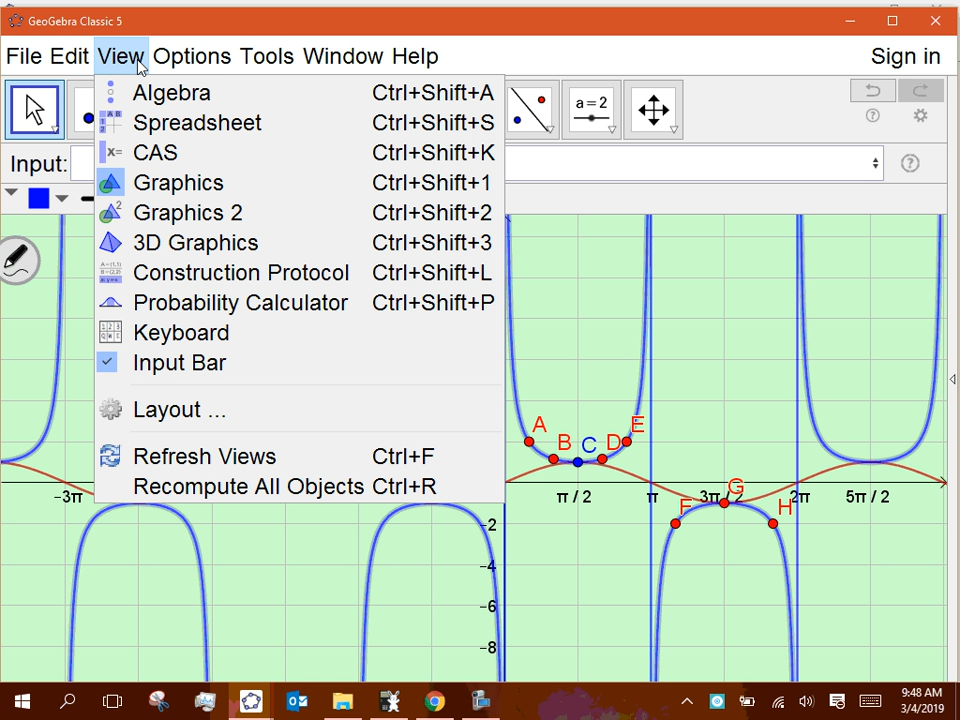 GeoGebra Classic 5
File Edit View Options Tools Window Help Sign in
a=2
Input:
Algebra Ctrl+Shift+A
Spreadsheet Ctrl+Shift+S
CAS Ctrl+Shift+K
Graphics Ctrl+Shift+1
Graphics 2 Ctrl+Shift+2
3D Graphics Ctrl+Shift+3
Construction Protocol Ctrl+Shift+L
Probability Calculator Ctrl+Shift+P
Keyboard
Input Bar
Layout ...
Refresh Views Ctrl+F
Recompute All Objects Ctrl+R
A B C D E
F G H
-3π π / 2 π 3π / 2 2π 5π / 2
-2
-4
-6
-8
9:48 AM
3/4/2019